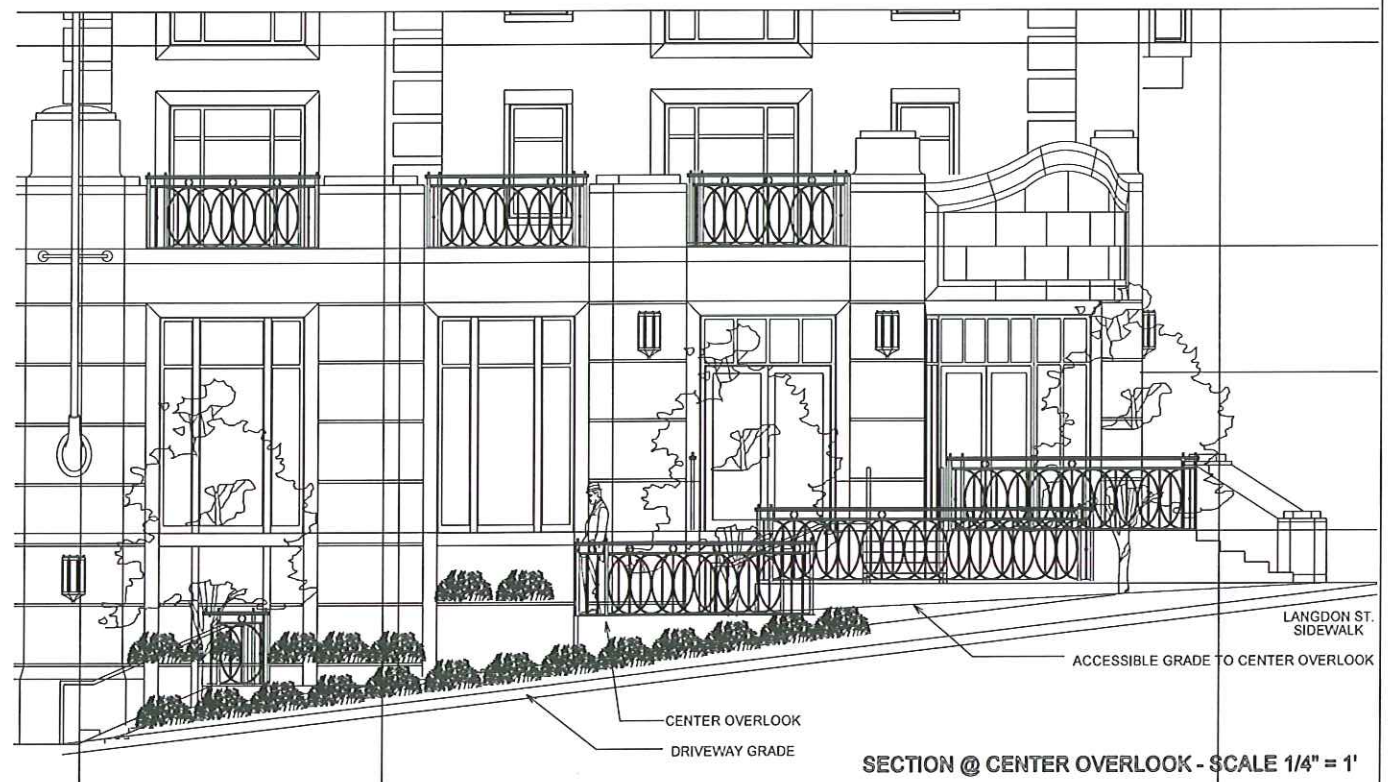 LANGDON ST.
SIDEWALK
ACCESSIBLE GRADE TO CENTER OVERLOOK
CENTER OVERLOOK
DRIVEWAY GRADE
SECTION @ CENTER OVERLOOK - SCALE 1/4" = 1'